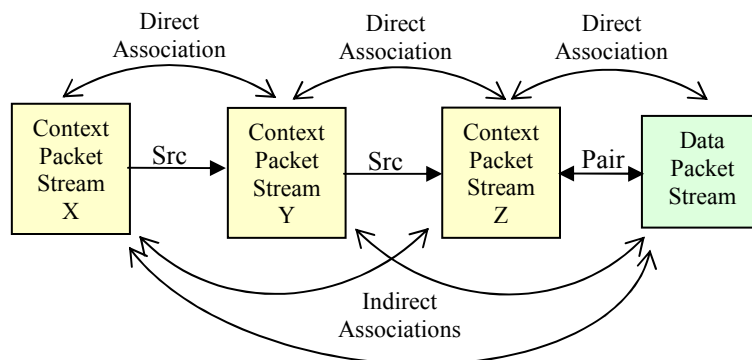 Direct
Association
Direct
Association
Direct
Association
Context
Packet
Stream
X
Src
Context
Packet
Stream
Y
Src
Context
Packet
Stream
Z
Pair
Data
Packet
Stream
Indirect
Associations